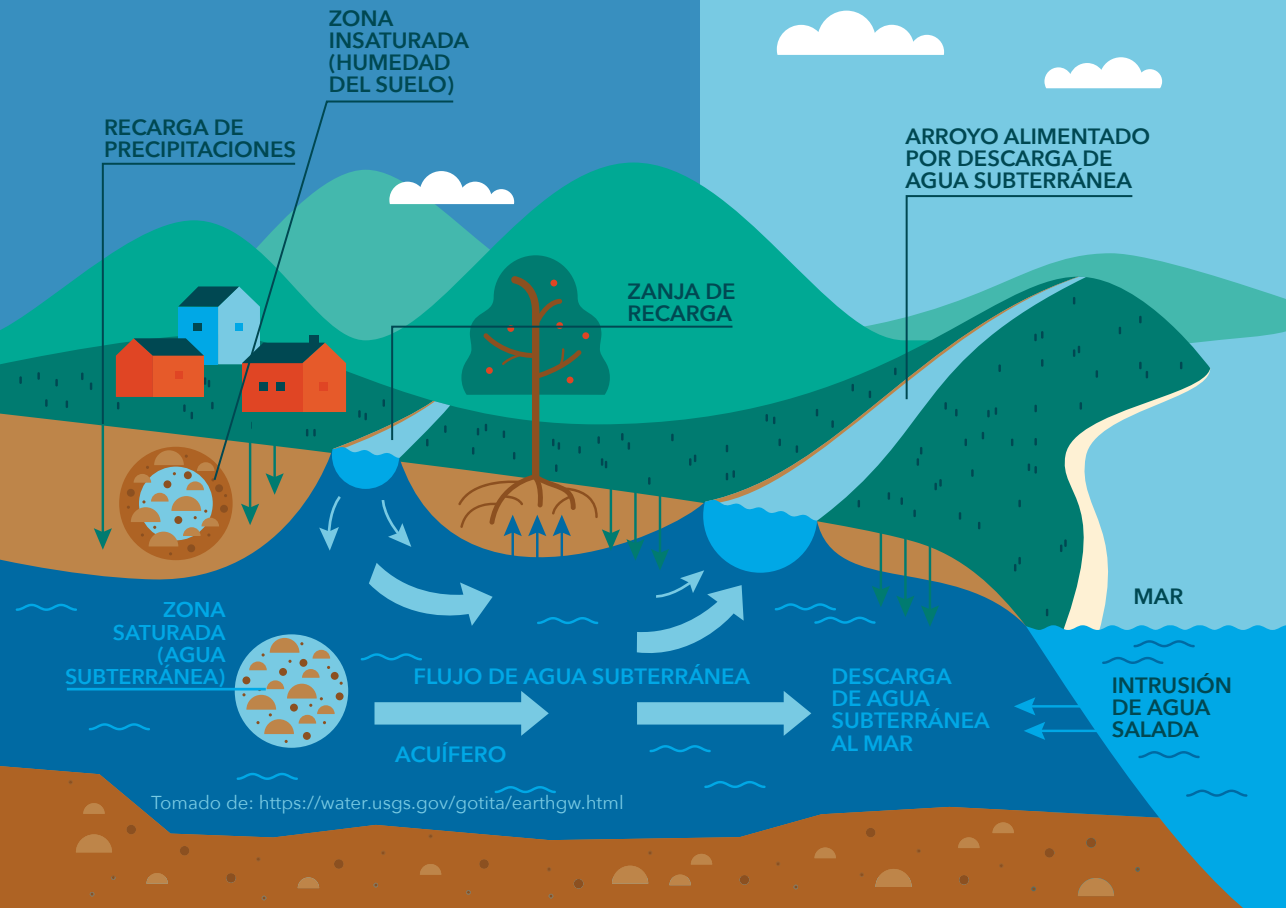 ZONA
INSATURADA
(HUMEDAD
DEL SUELO)
RECARGA DE
PRECIPITACIONES
ARROYO ALIMENTADO
POR DESCARGA DE
AGUA SUBTERRÁNEA
ZANJA DE
RECARGA
MAR
ZONA
SATURADA
(AGUA
SUBTERRÁNEA)
FLUJO DE AGUA SUBTERRÁNEA
DESCARGA
DE AGUA
SUBTERRÁNEA
AL MAR
INTRUSIÓN
DE AGUA
SALADA
ACUÍFERO
Tomado de: https://water.usgs.gov/gotita/earthgw.html